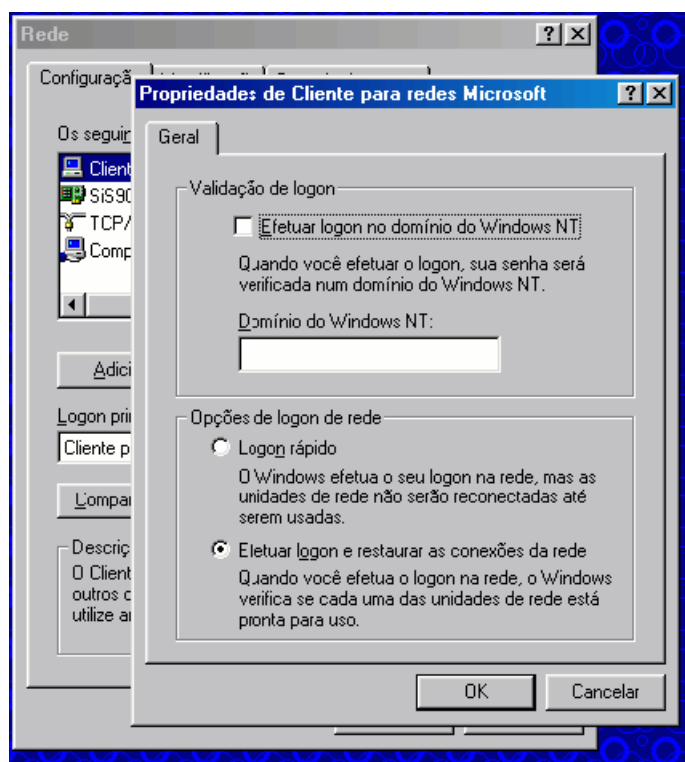 Rede
Configuraçã
Propriedades de Cliente para redes Microsoft
Os seguin
Geral
Client
SiS90
TCP/
Comp
Validação de logon
Efetuar logon no domínio do Windows NT
Quando você efetuar o logon, sua senha será
verificada num domínio do Windows NT.
Domínio do Windows NT:
Adici
Logon pri
Cliente p
Compar
Opções de logon de rede
Logon rápido
O Windows efetua o seu logon na rede, mas as
unidades de rede não serão reconectadas até
serem usadas.
Efetuar logon e restaurar as conexões da rede
Quando você efetua o logon na rede, o Windows
verifica se cada uma das unidades de rede está
pronta para uso.
Descriç
O Client
outros c
utilize ar
OK
Cancelar